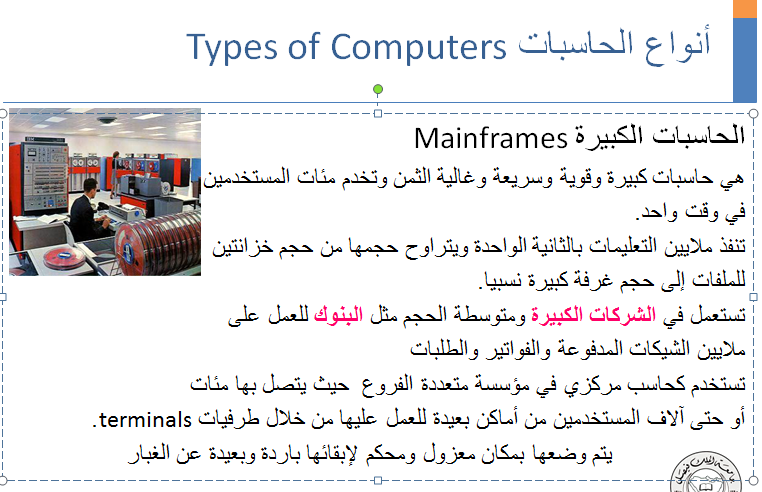 أنواع الحاسبات Types of Computers
الحاسبات الكبيرة Mainframes
هي حاسبات كبيرة وقوية وسريعة وغالية الثمن وتخدم مئات المستخدمين
في وقت واحد.
تنفذ ملايين التعليمات بالثانية الواحدة ويتراوح حجمها من حجم خزانتين
للملفات إلى حجم غرفة كبيرة نسبيا.
تستعمل في الشركات الكبيرة ومتوسطة الحجم مثل البنوك للعمل على
ملايين الشيكات المدفوعة والفواتير والطلبات
تستخدم كحاسب مركزي في مؤسسة متعددة الفروع حيث يتصل بها مئات
أو حتى آلاف المستخدمين من أماكن بعيدة للعمل عليها من خلال طرفيات terminals.
يتم وضعها بمكان معزول ومحكم لإبقائها باردة وبعيدة عن الغبار